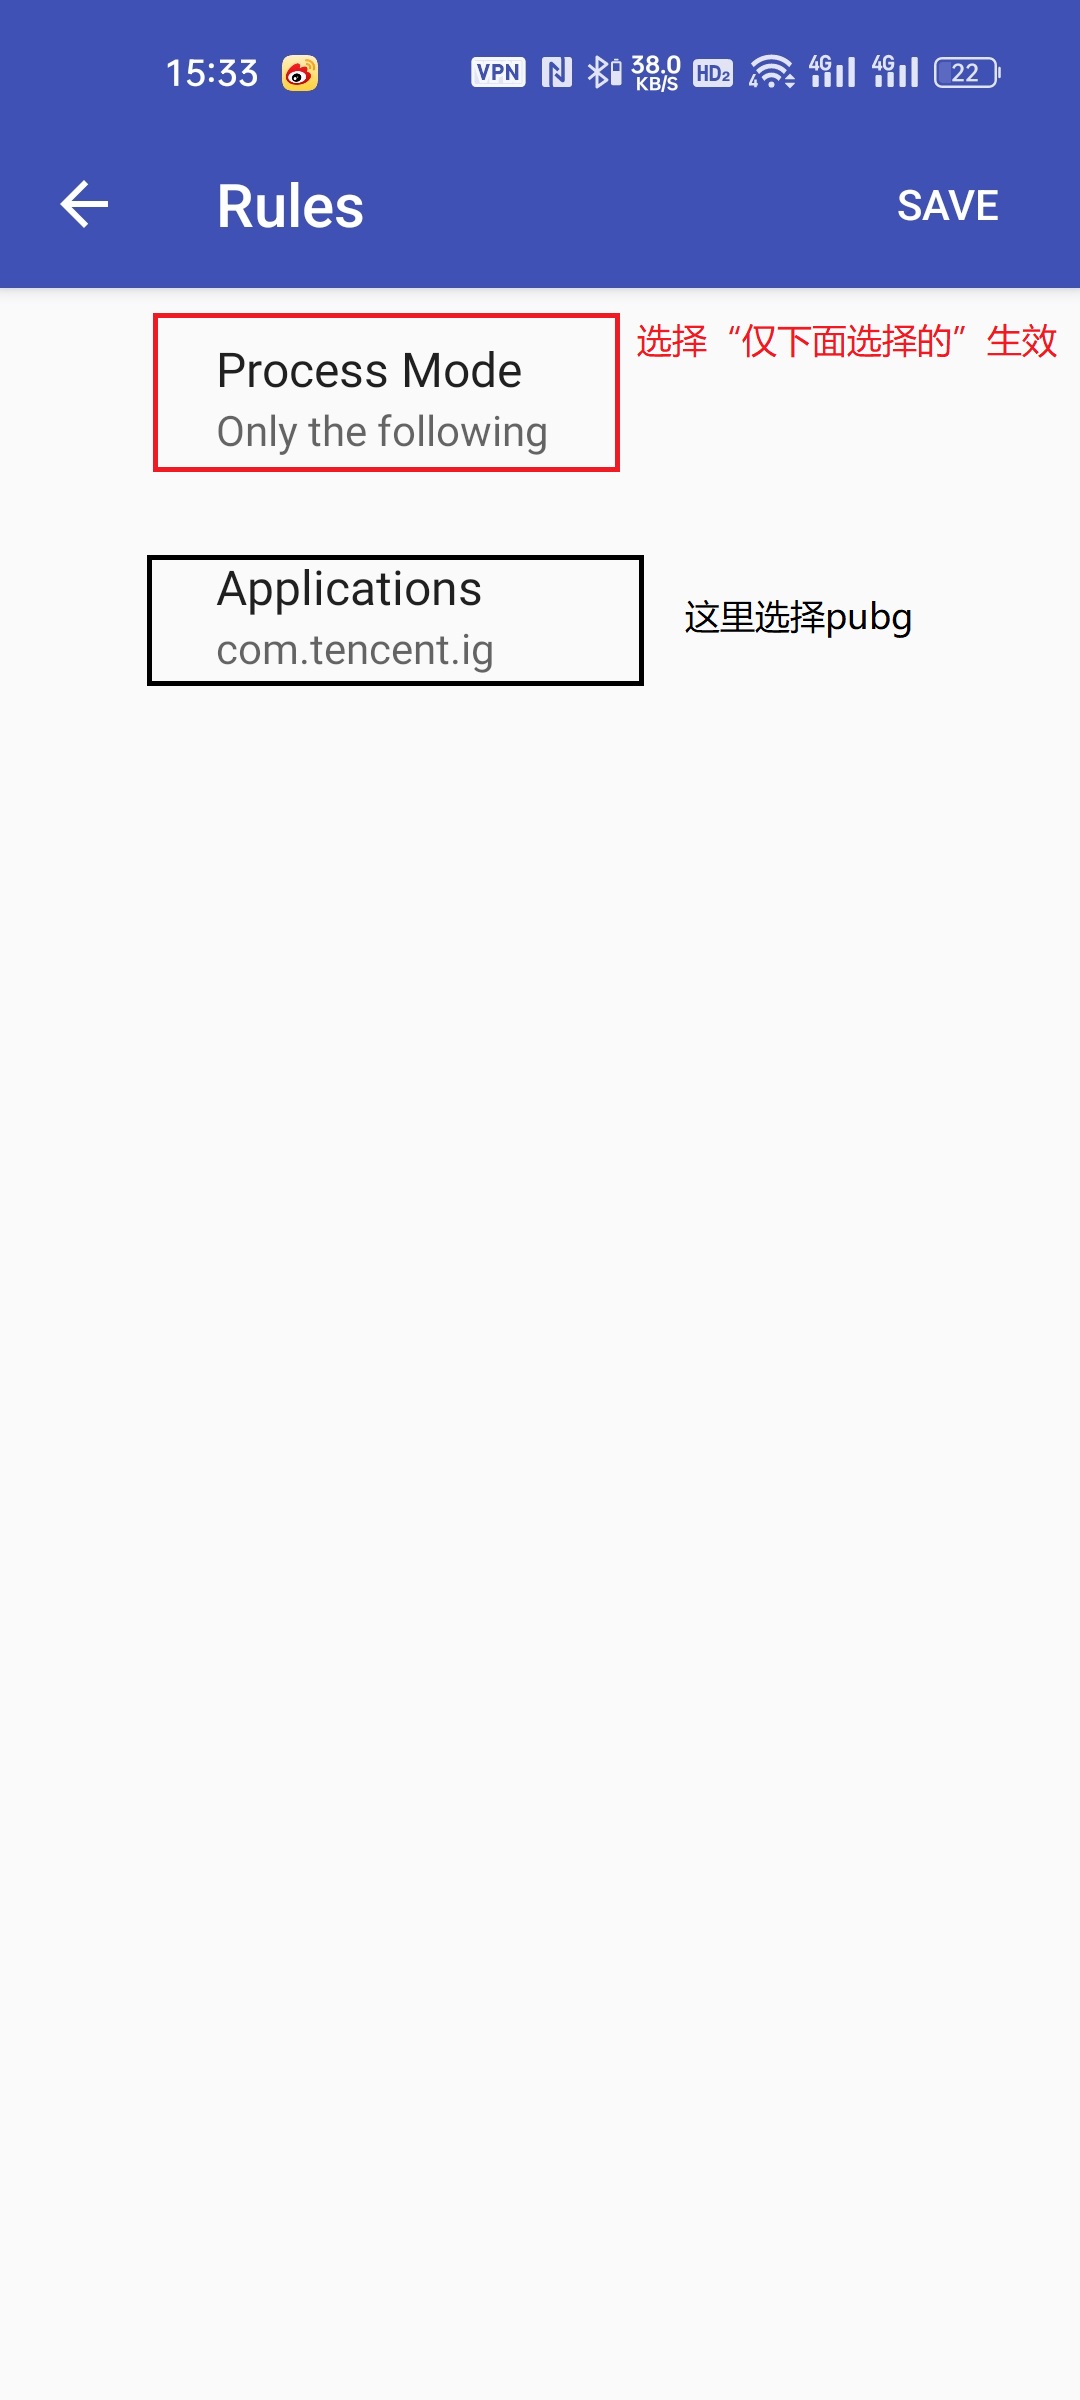 15:33 VPN 38.0 KB/S HD2 4 4G 4G 22
Rules SAVE
Process Mode 选择“仅下面选择的”生效
Only the following
Applications
这里选择pubg
com.tencent.ig